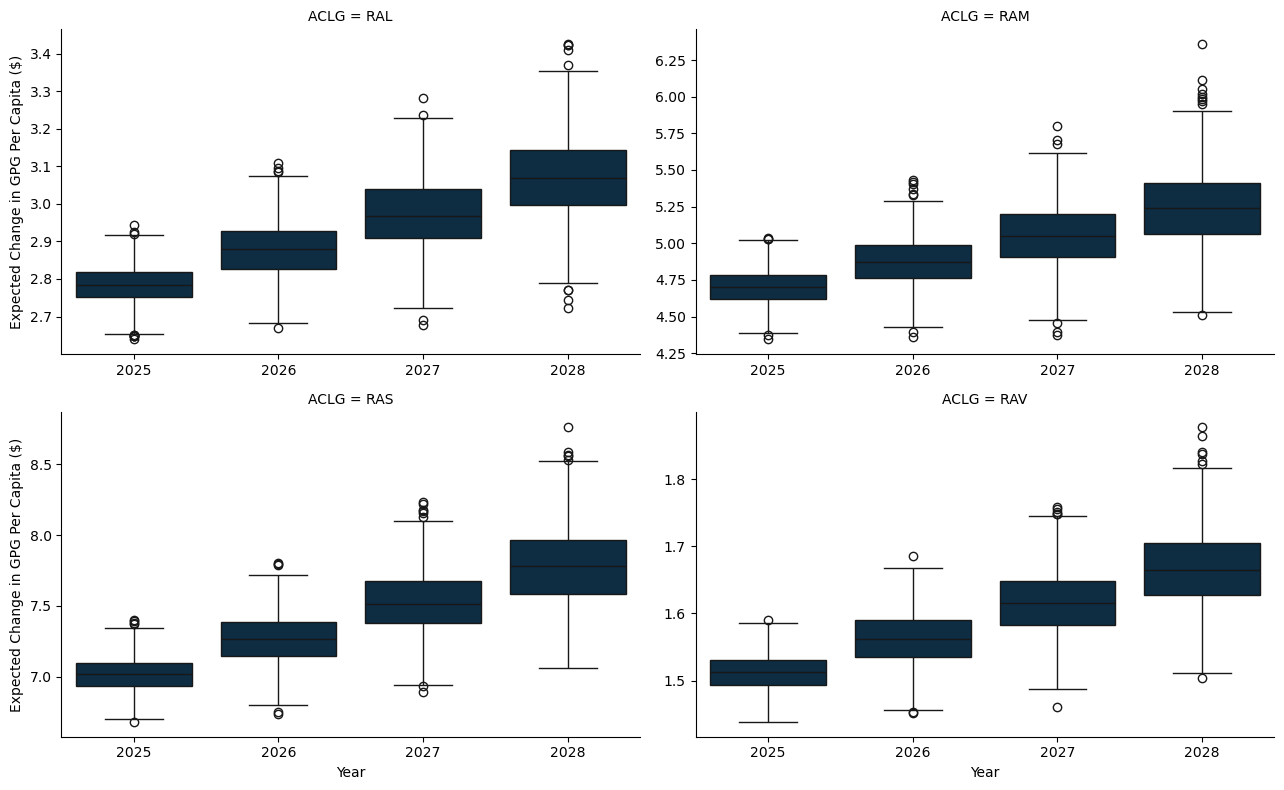 ACLG = RAL
Expected Change in GPG Per Capita ($)
3.4
3.3
3.2
3.1
3.0
2.9
2.8
2.7
2025 2026 2027 2028
ACLG = RAM
6.25
6.00
5.75
5.50
5.25
5.00
4.75
4.50
4.25
2025 2026 2027 2028
ACLG = RAS
Expected Change in GPG Per Capita ($)
8.5
8.0
7.5
7.0
2025 2026 2027 2028
Year
ACLG = RAV
1.8
1.7
1.6
1.5
2025 2026 2027 2028
Year